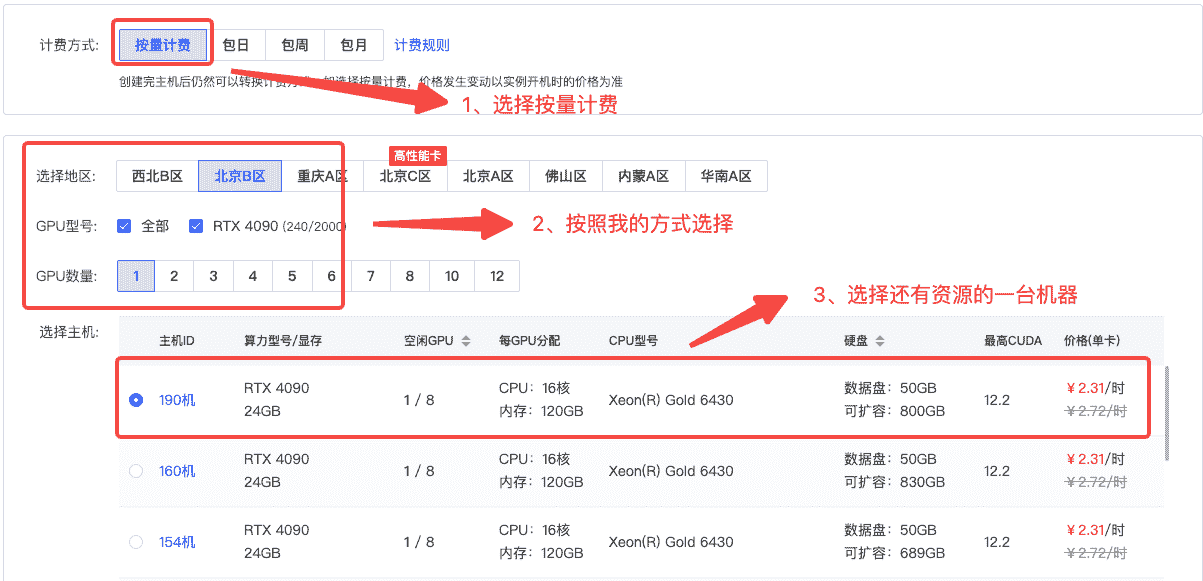 计费方式: 按量计费 包日 包周 包月 计费规则
创建完主机后仍然可以转换计费方式。如选择按量计费，价格发生变动以实例开机时的价格为准
1、选择按量计费
高性能卡
选择地区: 西北B区 北京B区 重庆A区 北京C区 北京A区 佛山区 内蒙A区 华南A区
GPU型号: 全部 RTX 4090 (240/2000)
2、按照我的方式选择
GPU数量: 1 2 3 4 5 6 7 8 10 12
3、选择还有资源的一台机器
选择主机:
主机ID 算力型号/显存 空闲GPU 每GPU分配 CPU型号 硬盘 最高CUDA 价格(单卡)
RTX 4090 CPU：16核 数据盘：50GB ￥2.31/时
190机 1 / 8 Xeon(R) Gold 6430 12.2
24GB 内存：120GB 可扩容：800GB ￥2.72/时
RTX 4090 CPU：16核 数据盘：50GB ￥2.31/时
160机 1 / 8 Xeon(R) Gold 6430 12.2
24GB 内存：120GB 可扩容：830GB ￥2.72/时
RTX 4090 CPU：16核 数据盘：50GB ￥2.31/时
154机 1 / 8 Xeon(R) Gold 6430 12.2
24GB 内存：120GB 可扩容：689GB ￥2.72/时